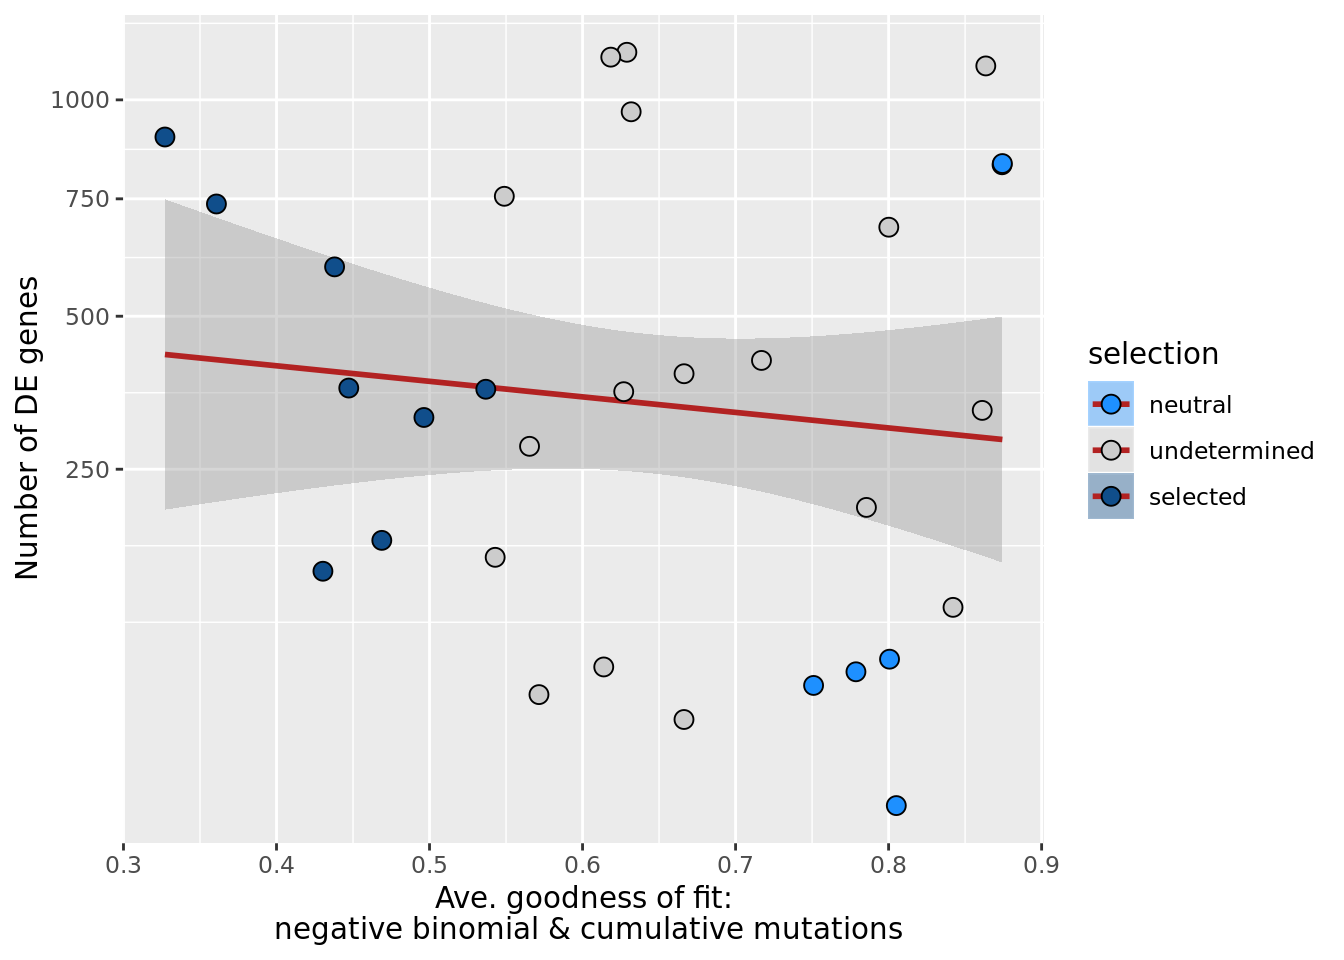 1000
750
500
250
Number of DE genes
0.3 0.4 0.5 0.6 0.7 0.8 0.9
Ave. goodness of fit:
negative binomial & cumulative mutations
selection
neutral
undetermined
selected